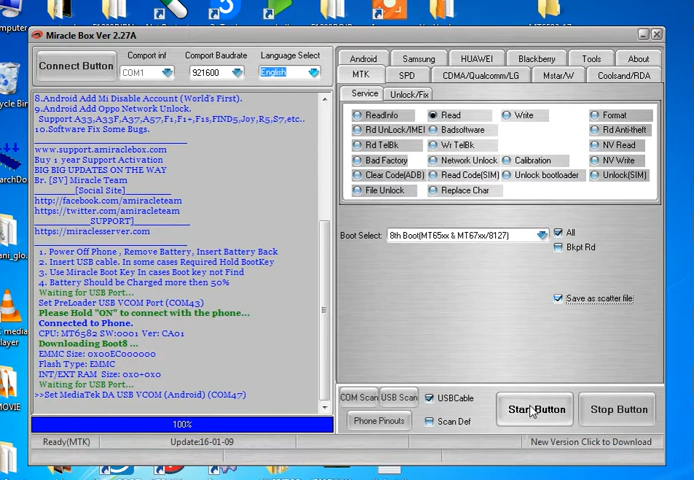 Miracle Box Ver 2.27A
Connect Button
Comport inf
Comport Baudrate
Language Select
COM1
921600
English
8.Android Add Mi Disable Account (World's First).
9.Android Add Oppo Network Unlock.
Support A33,A33F,A37,A57,F1,F1+,F1s,FIND5,Joy,R5,S7,etc..
10.Software Fix Some Bugs.
www.support.amiraclebox.com
Buy 1 year Support Activation
BIG BIG UPDATES ON THE WAY
Br. [SV] Miracle Team
[Social Site]
http://facebook.com/amiracleteam
https://twitter.com/amiracleteam
SUPPORT]
https://miraclesserver.com
1. Power Off Phone , Remove Battery, Insert Battery Back
2. Insert USB cable. In some cases Required Hold BootKey
3. Use Miracle Boot Key In cases Boot key not Find
4. Battery Should be Charged more then 50%
Waiting for USB Port...
Set PreLoader USB VCOM Port (COM43)
Please Hold "ON" to connect with the phone...
Connected to Phone.
CPU: MT6582 SW:0001 Ver: CA01
Downloading Boot8 ...
EMMC Size: 0x00EC000000
Flash Type: EMMC
INT/EXT RAM Size: 0x0+0x0
Waiting for USB Port...
>>Set MediaTek DA USB VCOM (Android) (COM47)
100%
Android
Samsung
HUAWEI
Blackberry
Tools
About
MTK
SPD
CDMA/Qualcomm/LG
Mstar/W
Coolsand/RDA
Service
Unlock/Fix
ReadInfo
Read
Write
Format
Rd UnLock/IMEI
Badsoftware
Rd Anti-theft
Rd TelBk
Wr TelBk
NV Read
Bad Factory
Network Unlock
Calibration
NV Write
Clear Code(ADB)
Read Code(SIM)
Unlock bootloader
Unlock(SIM)
File Unlock
Replace Char
Boot Select:
8th Boot(MT65xx & MT67xx/8127)
All
Bkpt Rd
Save as scatter file
COM Scan
USB Scan
USBCable
Phone Pinouts
Scan Def
Start Button
Stop Button
Ready(MTK)
Update:16-01-09
New Version Click to Download